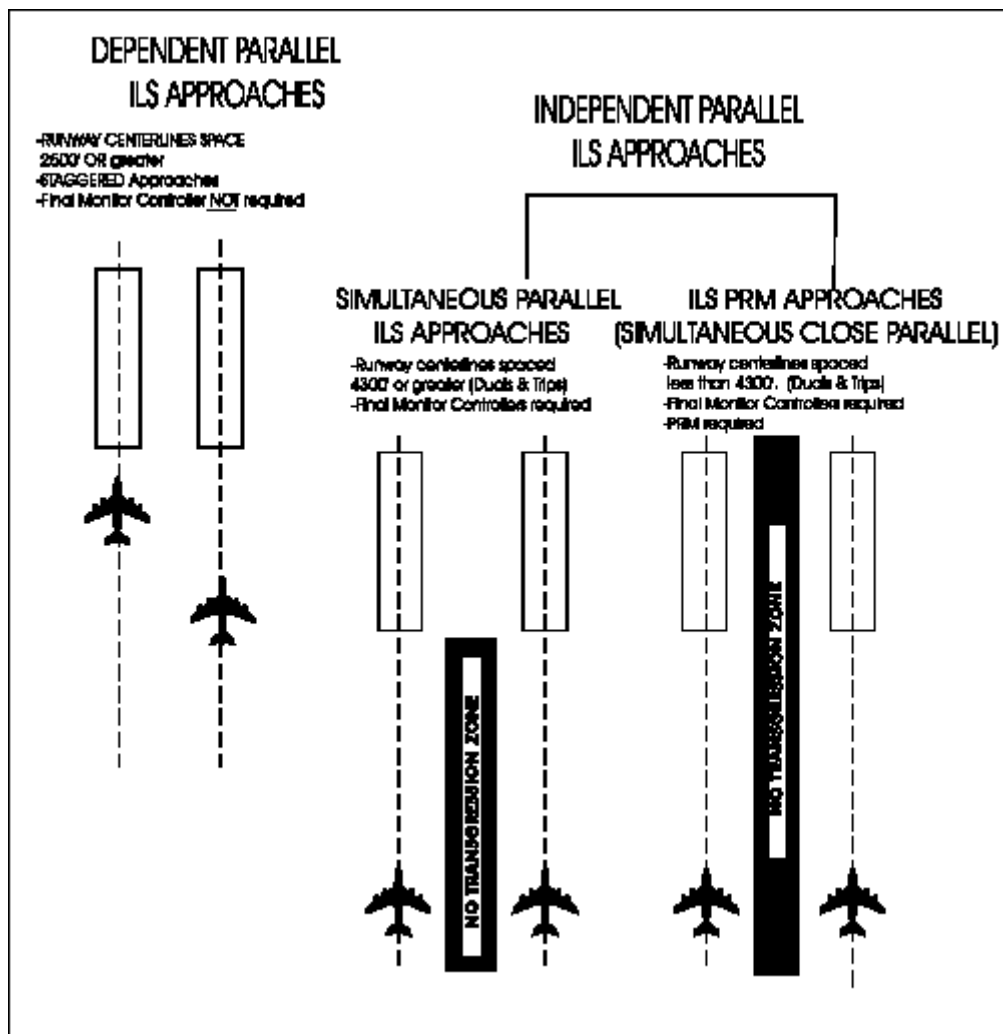 DEPENDENT PARALLEL
ILS APPROACHES
-RUNWAY CENTERLINES SPACE
2500' OR greater
-STAGGERED Approaches
-Final Monitor Controller NOT required
INDEPENDENT PARALLEL
ILS APPROACHES
SIMULTANEOUS PARALLEL
ILS APPROACHES
-Runway centerlines spaced
4300' or greater (Duals & Trips)
-Final Monitor Controllers required
ILS PRM APPROACHES
(SIMULTANEOUS CLOSE PARALLEL)
-Runway centerlines spaced
less than 4300'. (Duals & Trips)
-Final Monitor Controllers required
-PRM required
NO TRANSGRESSION ZONE
NO TRANSGRESSION ZONE